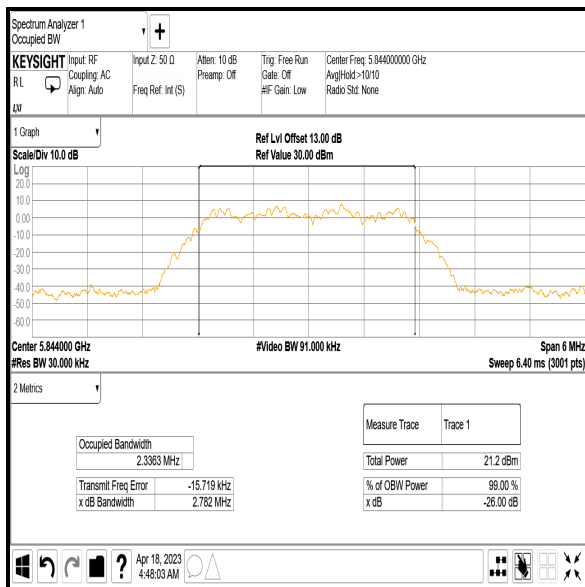 Spectrum Analyzer 1
Occupied BW
+
KEYSIGHT
R L
LXI
Input: RF
Coupling: AC
Align: Auto
Input Z: 50 Ω
Freq Ref: Int (S)
Atten: 10 dB
Preamp: Off
Trig: Free Run
Gate: Off
#IF Gain: Low
Center Freq: 5.844000000 GHz
Avg|Hold:>10/10
Radio Std: None
1 Graph
Scale/Div 10.0 dB
Ref Lvl Offset 13.00 dB
Ref Value 30.00 dBm
Log
20.0
10.0
0.00
-10.0
-20.0
-30.0
-40.0
-50.0
-60.0
Center 5.844000 GHz
#Video BW 91.000 kHz
Span 6 MHz
#Res BW 30.000 kHz
Sweep 6.40 ms (3001 pts)
2 Metrics
Occupied Bandwidth
2.3363 MHz
Transmit Freq Error -15.719 kHz
x dB Bandwidth 2.782 MHz
Measure Trace Trace 1
Total Power 21.2 dBm
% of OBW Power 99.00 %
x dB -26.00 dB
?
Apr 18, 2023
4:48:03 AM